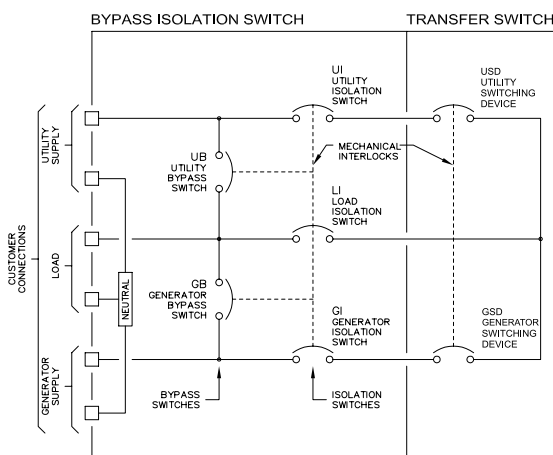 BYPASS ISOLATION SWITCH
TRANSFER SWITCH
UI
UTILITY
ISOLATION
SWITCH
USD
UTILITY
SWITCHING
DEVICE
CUSTOMER
CONNECTIONS
UTILITY
SUPPLY
UB
UTILITY
BYPASS
SWITCH
MECHANICAL
INTERLOCKS
LI
LOAD
ISOLATION
SWITCH
LOAD
NEUTRAL
GB
GENERATOR
BYPASS
SWITCH
GI
GENERATOR
ISOLATION
SWITCH
GSD
GENERATOR
SWITCHING
DEVICE
GENERATOR
SUPPLY
BYPASS
SWITCHES
ISOLATION
SWITCHES